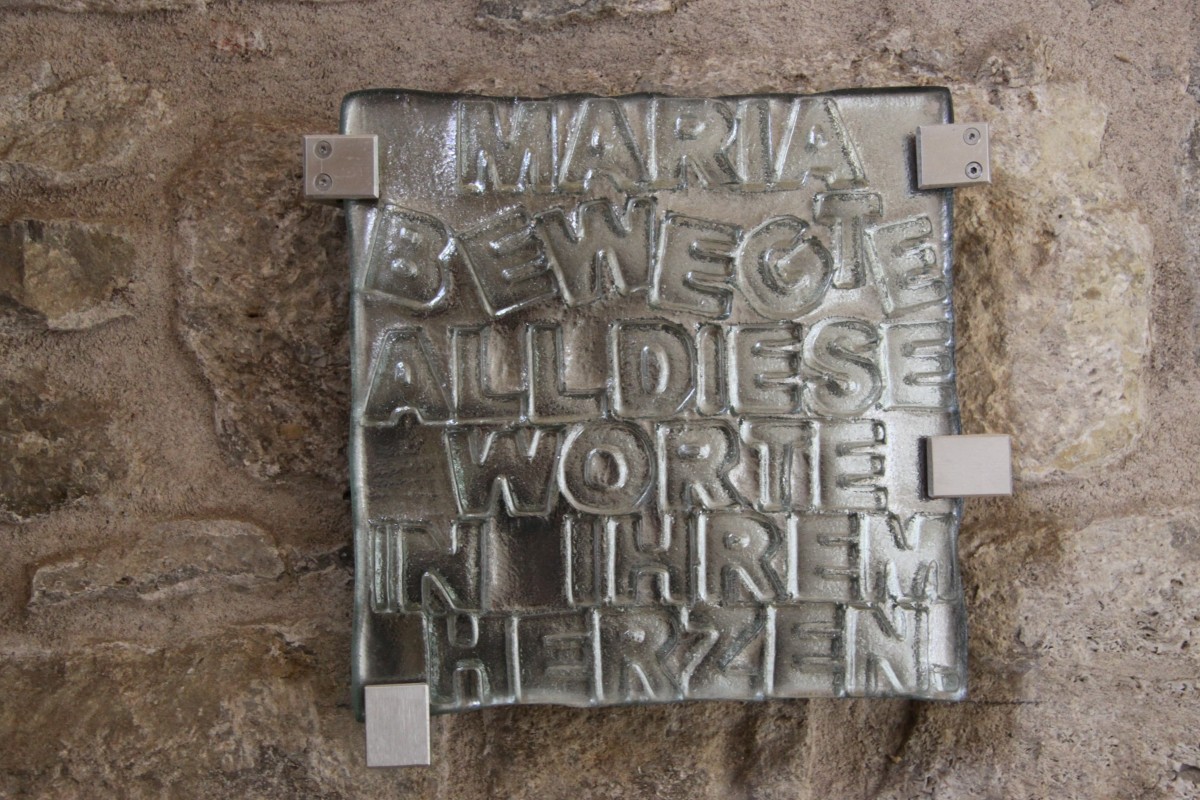 MARIA
BEWEGTE
ALLDIESE
WORTE
IN IHREM
HERZEN.